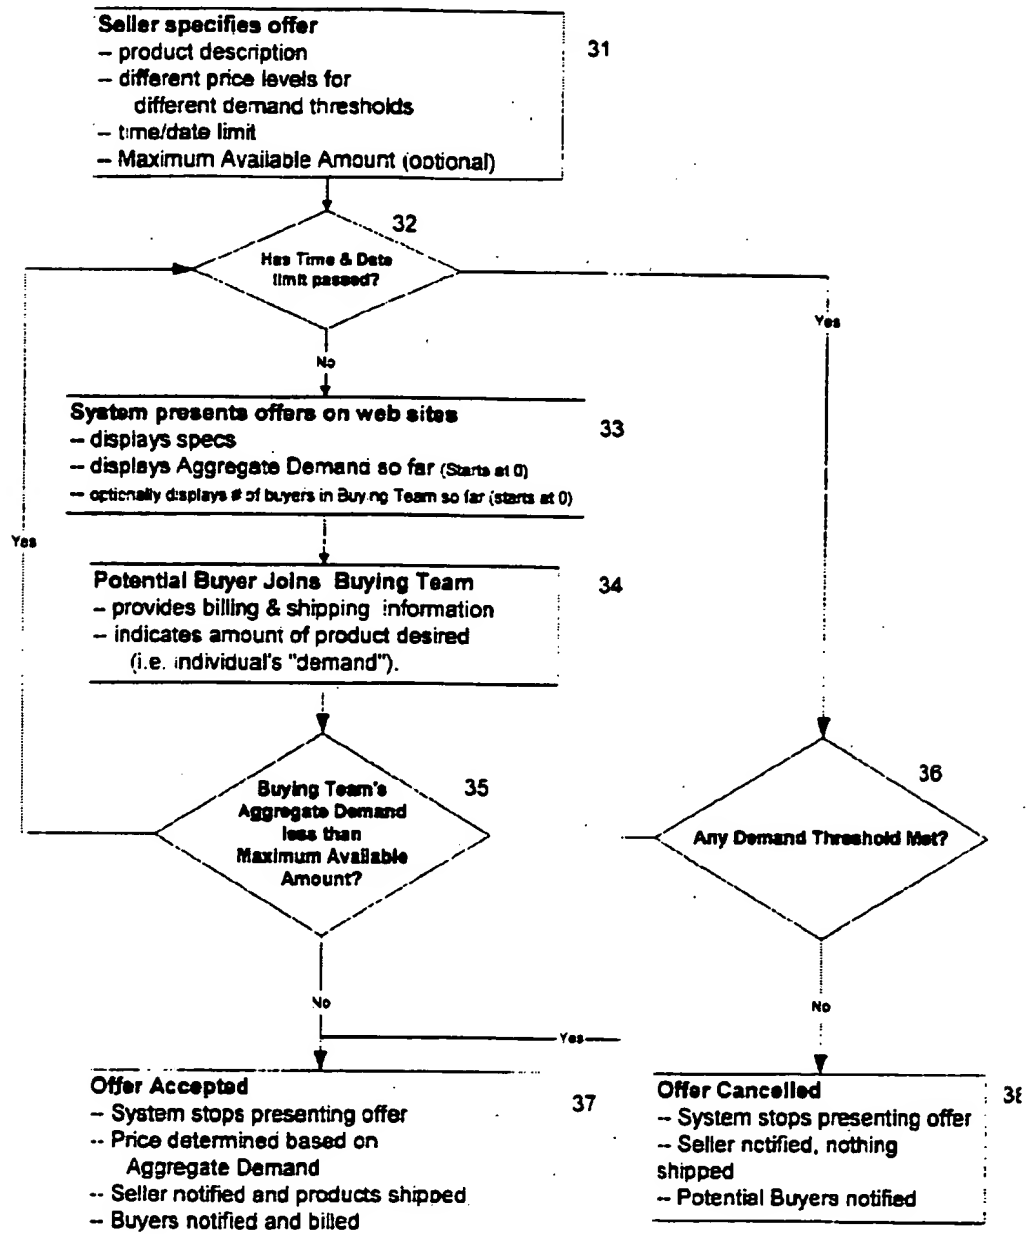 Seller specifies offer
-- product description
-- different price levels for
different demand thresholds
-- time/date limit
-- Maximum Available Amount (optional)
31
32
Has Time & Date
limit passed?
Yes
No
System presents offers on web sites
-- displays specs
-- displays Aggregate Demand so far (Starts at 0)
-- optionally displays # of buyers in Buying Team so far (starts at 0)
33
Yes
Potential Buyer Joins Buying Team
-- provides billing & shipping information
-- indicates amount of product desired
(i.e. individual's "demand").
34
35
Buying Team's
Aggregate Demand
less than
Maximum Available
Amount?
36
Any Demand Threshold Met?
No
No
Yes
Offer Accepted
-- System stops presenting offer
-- Price determined based on
Aggregate Demand
-- Seller notified and products shipped
-- Buyers notified and billed
37
Offer Cancelled
-- System stops presenting offer
-- Seller notified, nothing
shipped
-- Potential Buyers notified
38